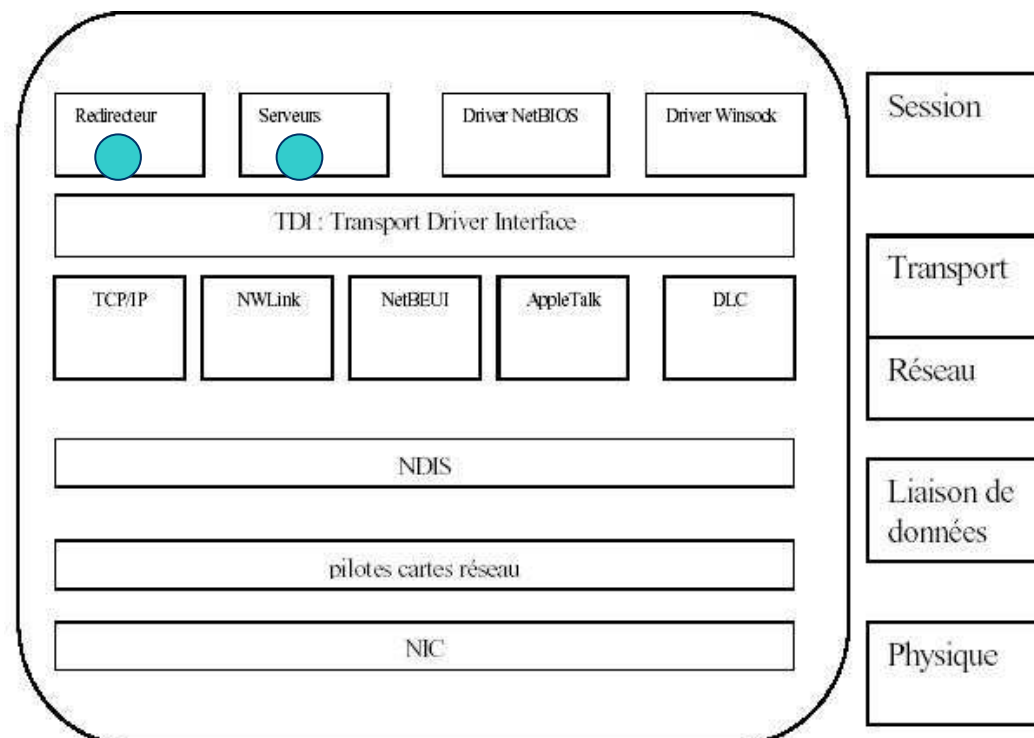 Redirecteur
Serveurs
Driver NetBIOS
Driver Winsock
Session
TDI : Transport Driver Interface
Transport
TCP/IP
NWLink
NetBEUI
AppleTalk
DLC
Réseau
NDIS
Liaison de
données
pilotes cartes réseau
NIC
Physique